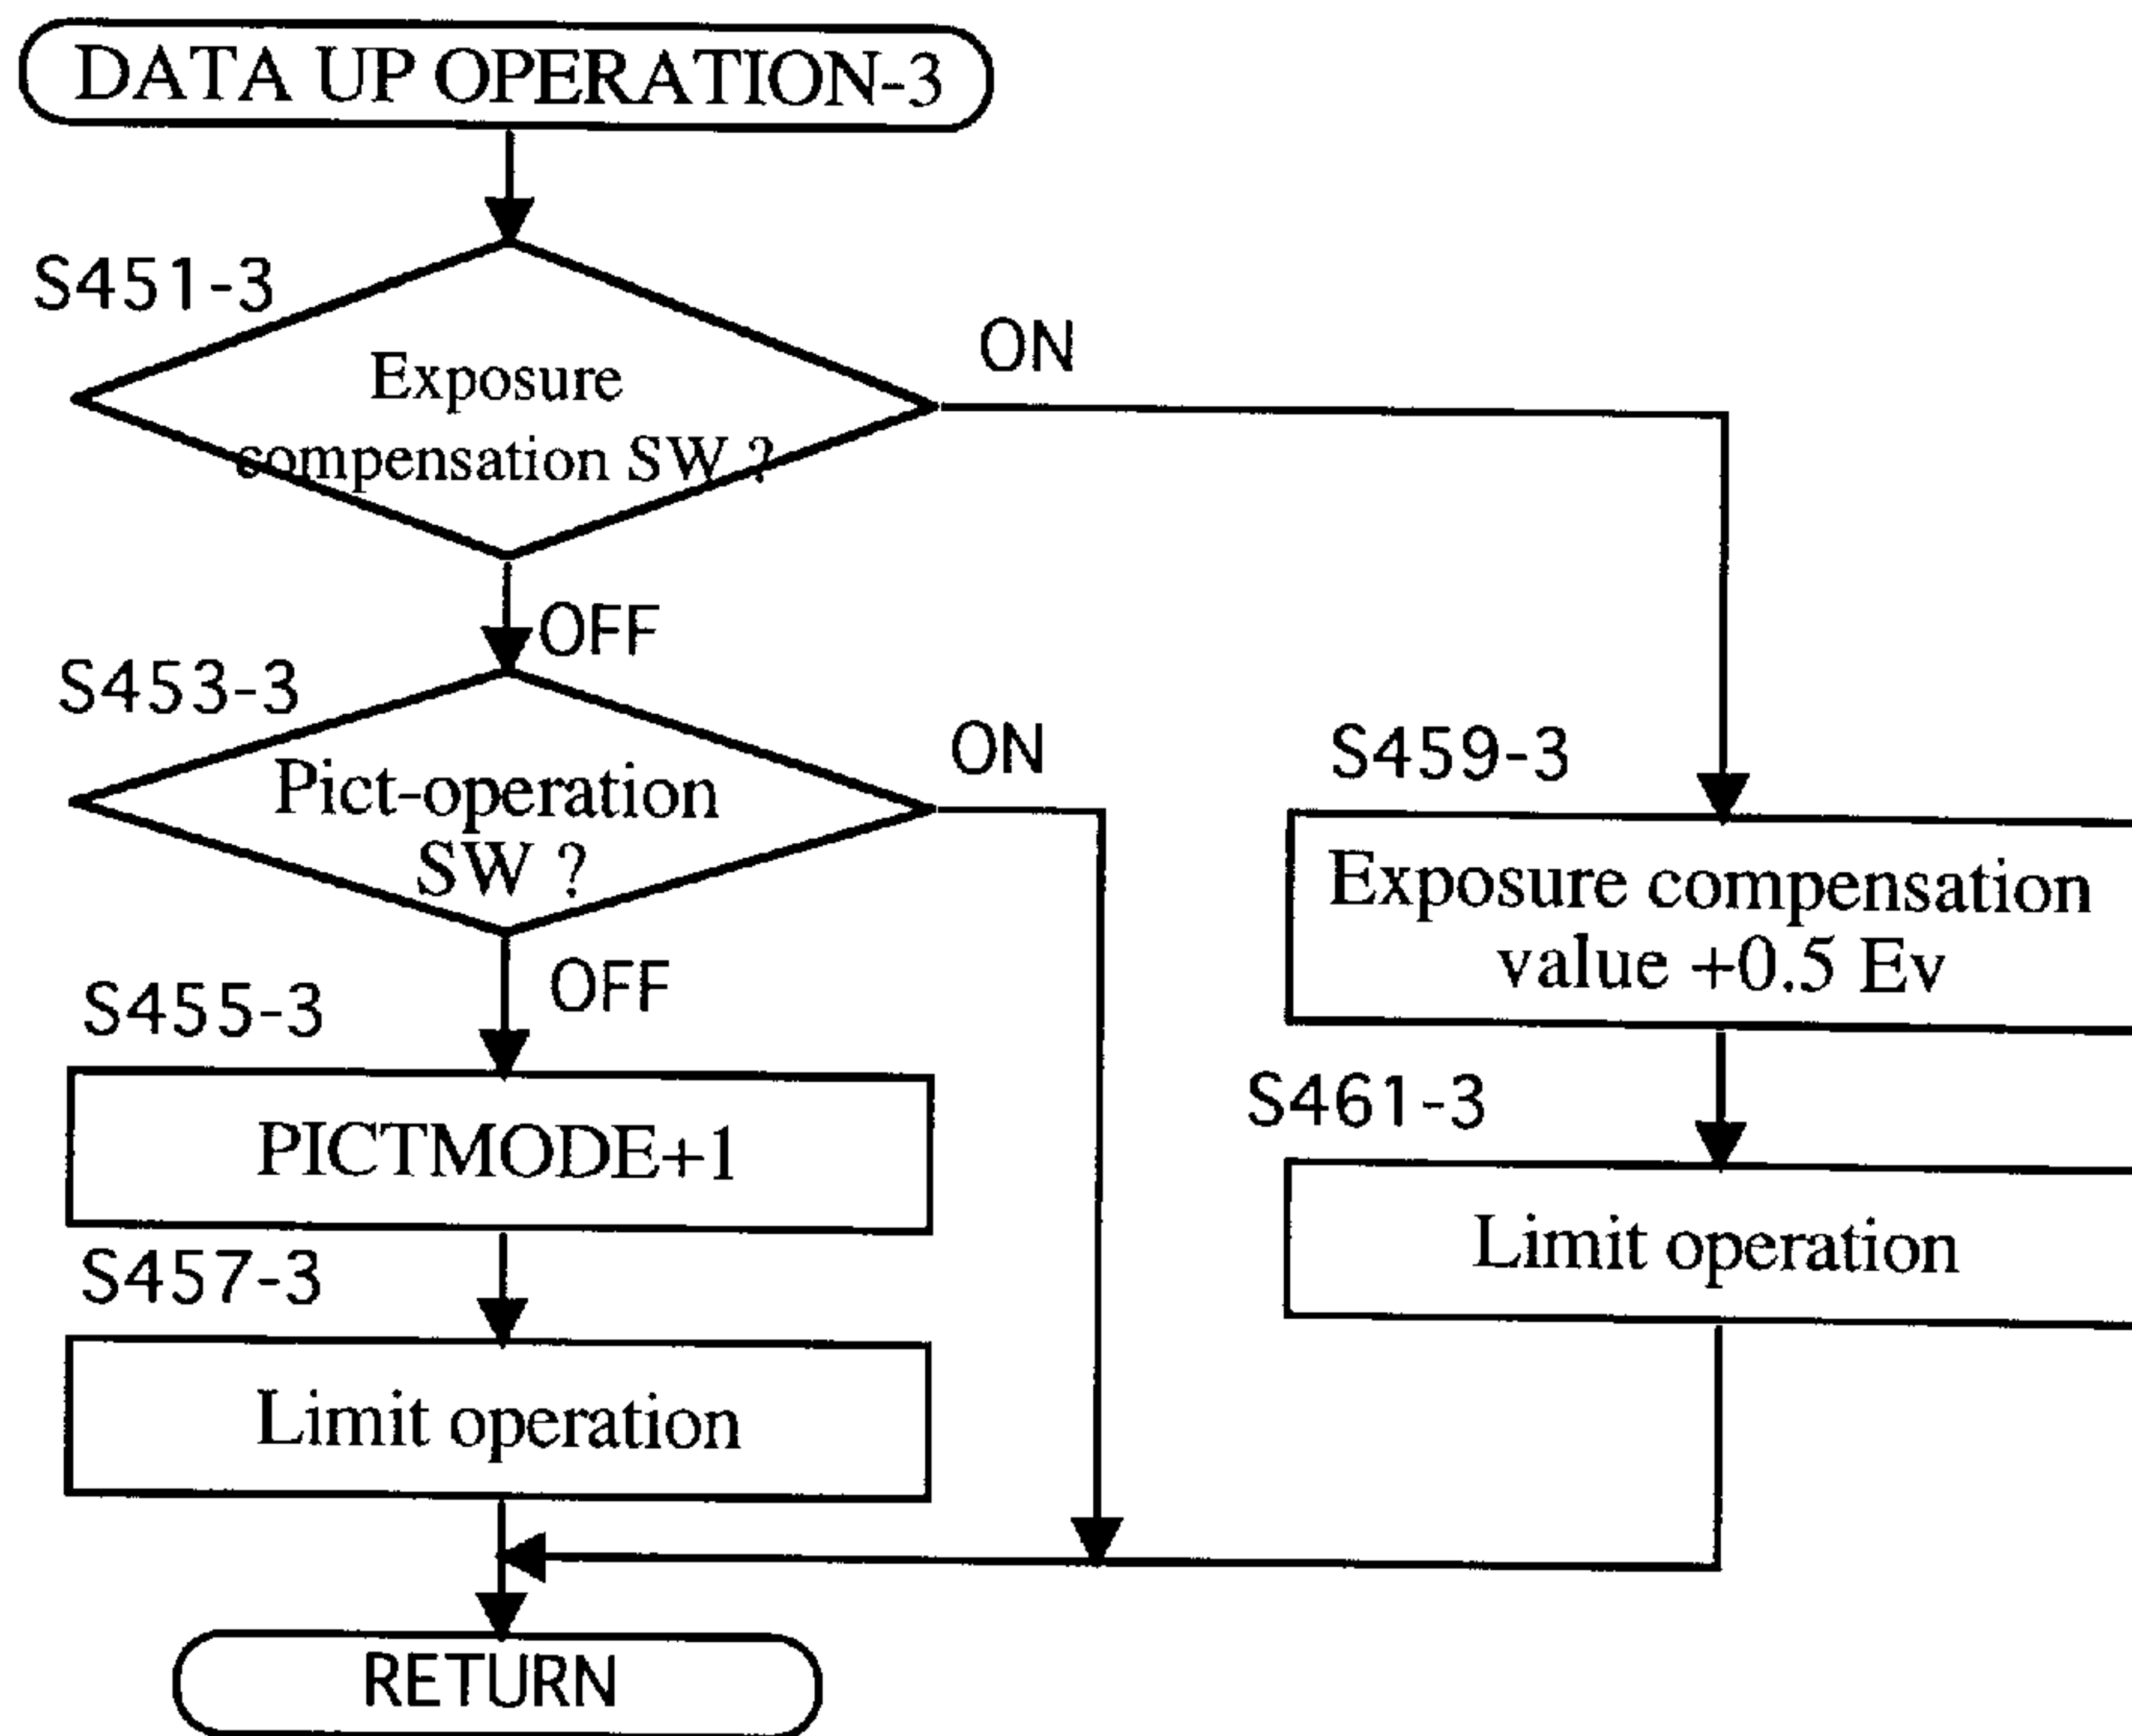 DATA UP OPERATION-3
S451-3
Exposure
compensation SW ?
ON
OFF
S453-3
Pict-operation
SW ?
ON
OFF
S455-3
PICTMODE+1
S457-3
Limit operation
S459-3
Exposure compensation
value +0.5 Ev
S461-3
Limit operation
RETURN